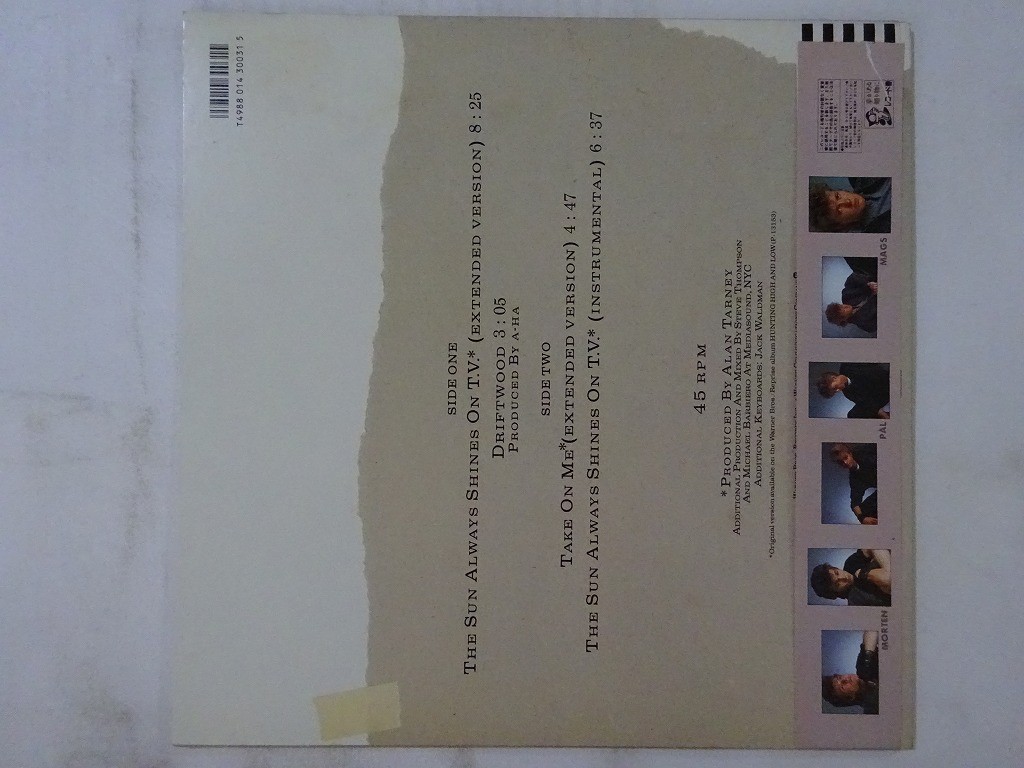 T4988 014 30031 5
SIDE ONE
THE SUN ALWAYS SHINES ON T.V.* (EXTENDED VERSION) 8:25
DRIFTWOOD 3:05
PRODUCED BY A-HA
SIDE TWO
TAKE ON ME*(EXTENDED VERSION) 4:47
THE SUN ALWAYS SHINES ON T.V.* (INSTRUMENTAL) 6:37
45 RPM
*PRODUCED BY ALAN TARNEY
ADDITIONAL PRODUCTION AND MIXED BY STEVE THOMPSON
AND MICHAEL BARBIERO AT MEDIASOUND, NYC
ADDITIONAL KEYBOARDS: JACK WALDMAN
*Original version available on the Warner Bros./Reprise album HUNTING HIGH AND LOW(P-13153)
MORTEN
PÅL
MAGS